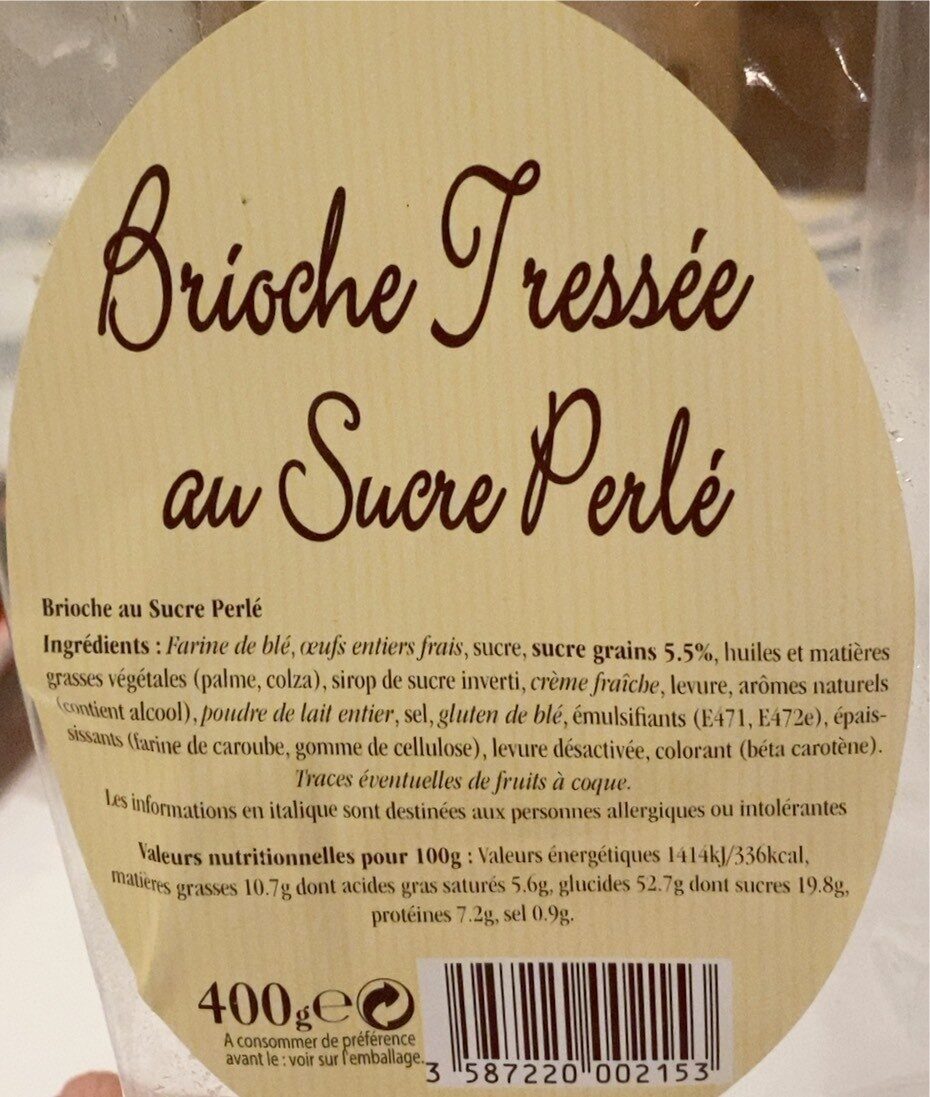 Brioche Tressée
au Sucre Perlé
Brioche au Sucre Perlé
Ingrédients : Farine de blé, œufs entiers frais, sucre, sucre grains 5.5%, huiles et matières
grasses végétales (palme, colza), sirop de sucre inverti, crème fraîche, levure, arômes naturels
(contient alcool), poudre de lait entier, sel, gluten de blé, émulsifiants (E471, E472e), épais-
sissants (farine de caroube, gomme de cellulose), levure désactivée, colorant (béta carotène).
Traces éventuelles de fruits à coque.
Les informations en italique sont destinées aux personnes allergiques ou intolérantes
Valeurs nutritionnelles pour 100g : Valeurs énergétiques 1414kJ/336kcal,
matières grasses 10.7g dont acides gras saturés 5.6g, glucides 52.7g dont sucres 19.8g,
protéines 7.2g, sel 0.9g.
400g℮
A consommer de préférence
avant le : voir sur l'emballage.
3 587220 002153